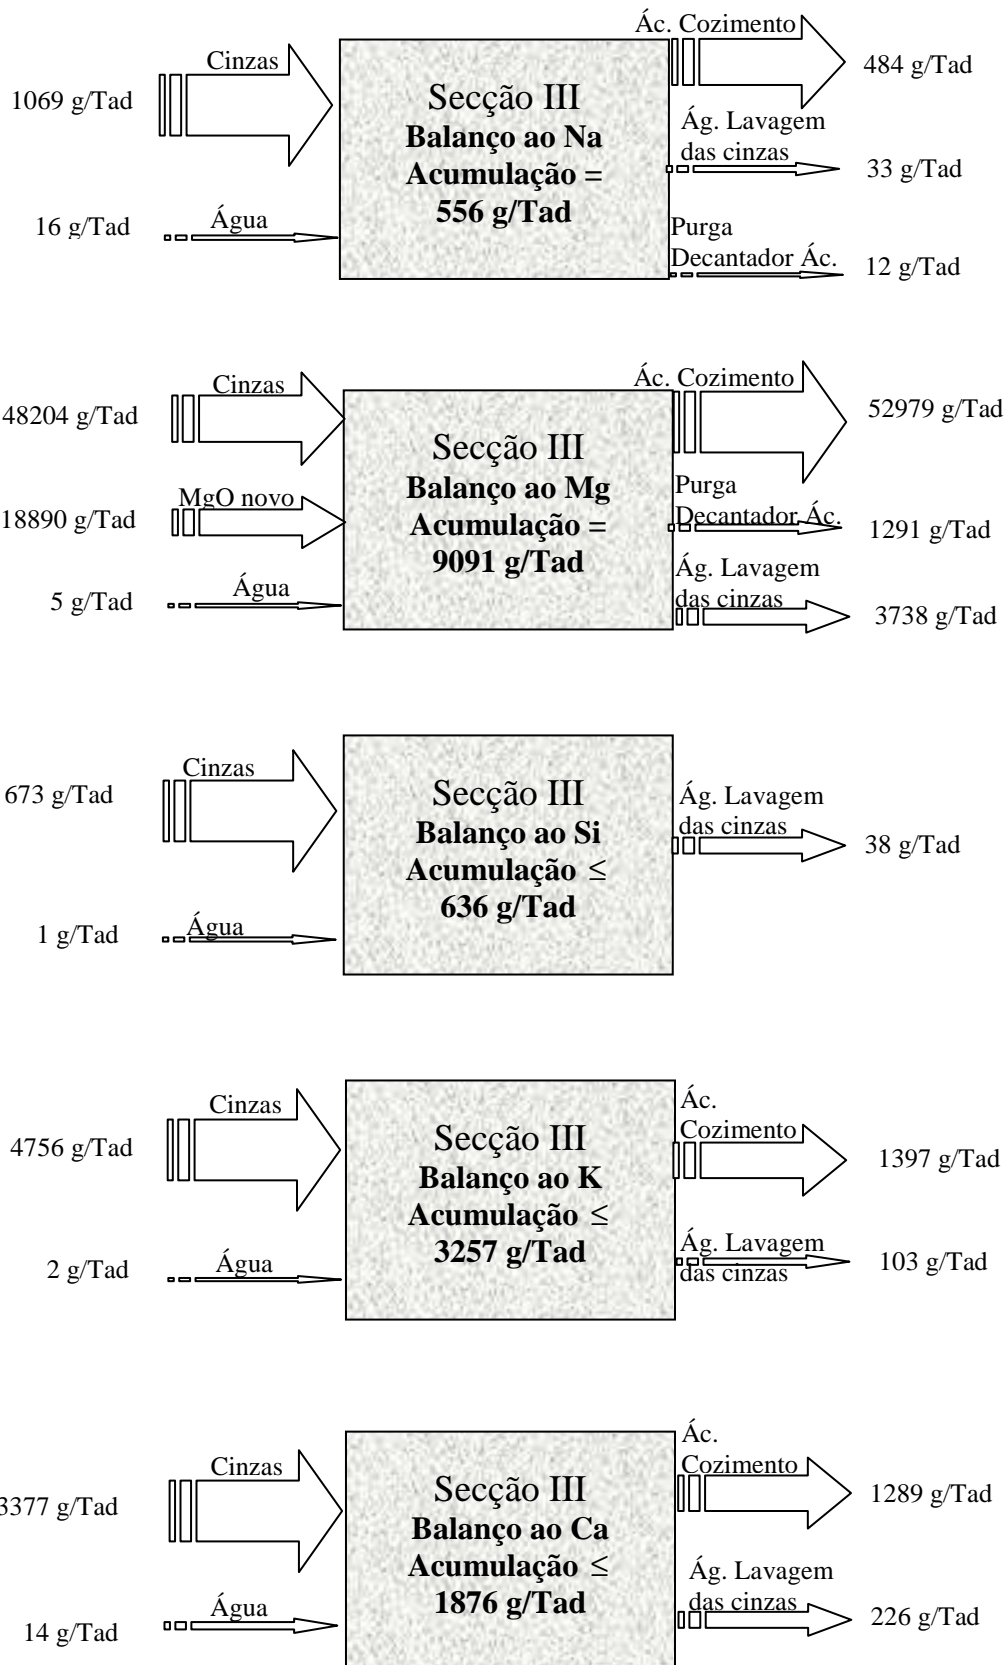 Cinzas
1069 g/Tad
16 g/Tad
Água
Secção III
Balanço ao Na
Acumulação =
556 g/Tad
Ác. Cozimento
484 g/Tad
Ág. Lavagem
das cinzas
33 g/Tad
Purga
Decantador Ác.
12 g/Tad
Cinzas
48204 g/Tad
MgO novo
18890 g/Tad
Água
5 g/Tad
Secção III
Balanço ao Mg
Acumulação =
9091 g/Tad
Ác. Cozimento
52979 g/Tad
Purga
Decantador Ác.
1291 g/Tad
Ág. Lavagem
das cinzas
3738 g/Tad
Cinzas
673 g/Tad
Água
1 g/Tad
Secção III
Balanço ao Si
Acumulação ≤
636 g/Tad
Ág. Lavagem
das cinzas
38 g/Tad
Cinzas
4756 g/Tad
Água
2 g/Tad
Secção III
Balanço ao K
Acumulação ≤
3257 g/Tad
Ác.
Cozimento
1397 g/Tad
Ág. Lavagem
das cinzas
103 g/Tad
Cinzas
3377 g/Tad
Água
14 g/Tad
Secção III
Balanço ao Ca
Acumulação ≤
1876 g/Tad
Ác.
Cozimento
1289 g/Tad
Ág. Lavagem
das cinzas
226 g/Tad